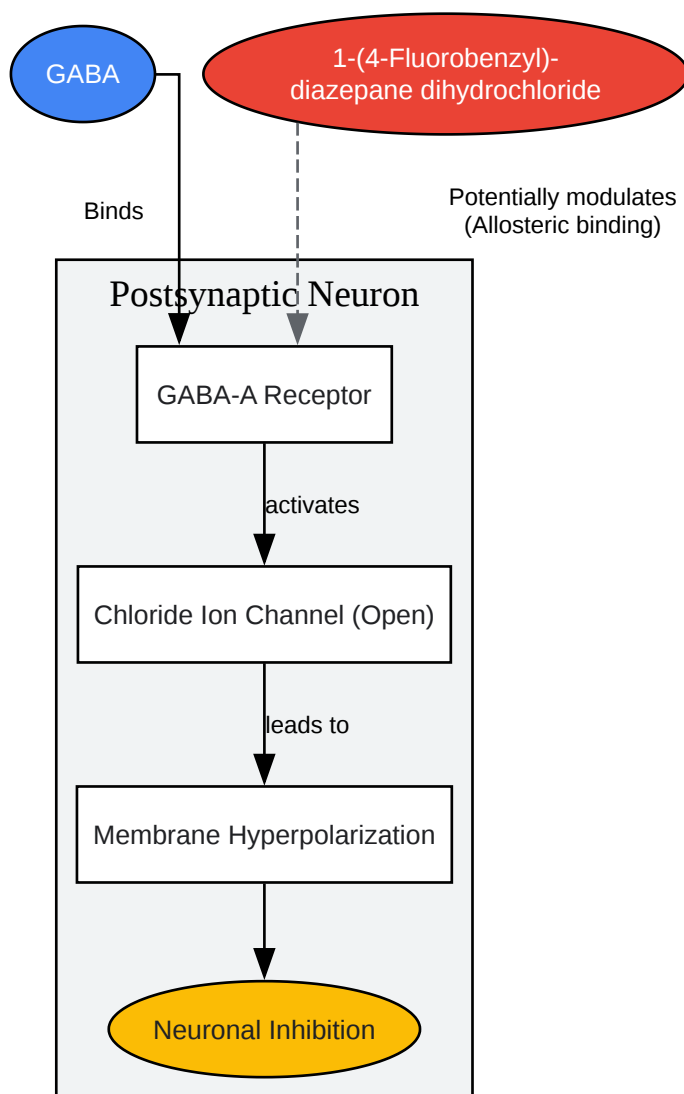 GABA
1-(4-Fluorobenzyl)-
diazepane dihydrochloride
Binds
Potentially modulates
(Allosteric binding)
Postsynaptic Neuron
GABA-A Receptor
activates
Chloride Ion Channel (Open)
leads to
Membrane Hyperpolarization
Neuronal Inhibition